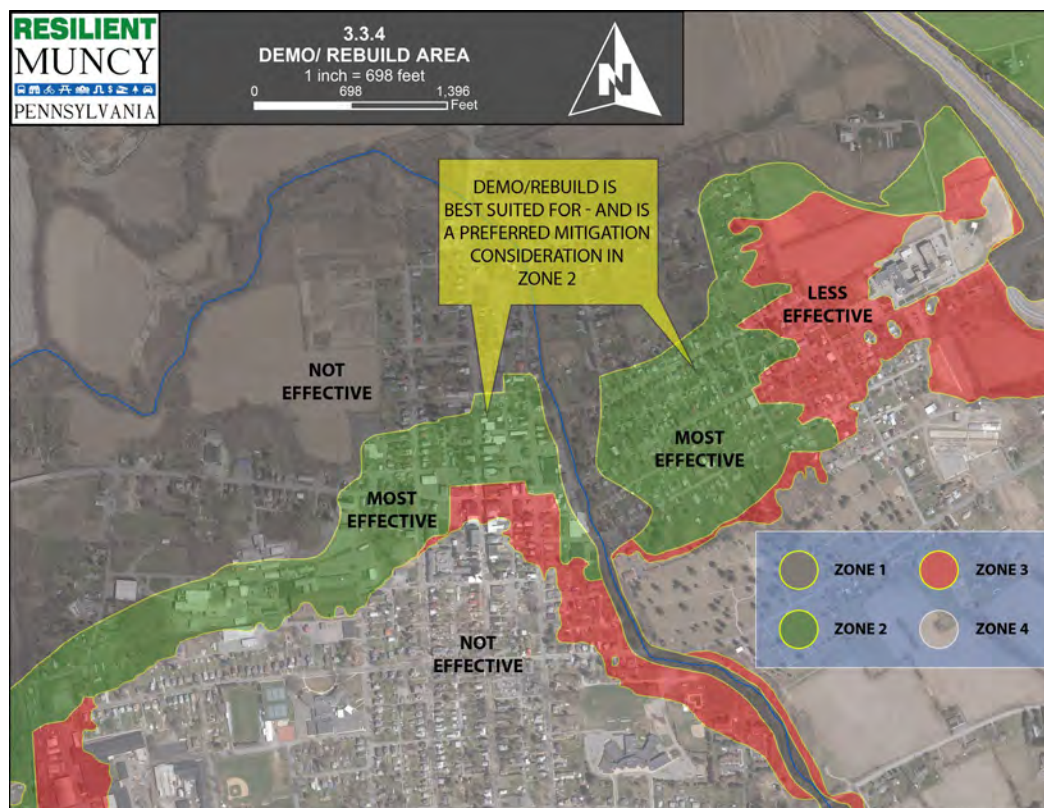 RESILIENT
MUNCY
PENNSYLVANIA
3.3.4
DEMO/ REBUILD AREA
1 inch = 698 feet
0 698 1,396
Feet
N
DEMO/REBUILD IS
BEST SUITED FOR - AND IS
A PREFERRED MITIGATION
CONSIDERATION IN
ZONE 2
LESS
EFFECTIVE
NOT
EFFECTIVE
MOST
EFFECTIVE
MOST
EFFECTIVE
NOT
EFFECTIVE
ZONE 1
ZONE 3
ZONE 2
ZONE 4